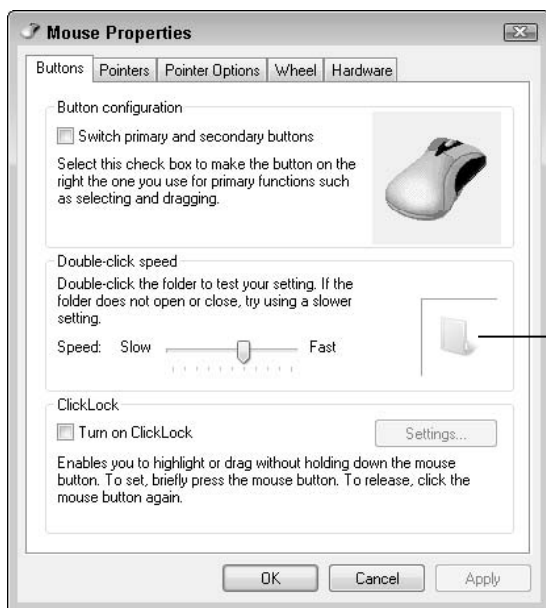 Mouse Properties
Buttons Pointers Pointer Options Wheel Hardware
Button configuration
Switch primary and secondary buttons
Select this check box to make the button on the
right the one you use for primary functions such
as selecting and dragging.
Double-click speed
Double-click the folder to test your setting. If the
folder does not open or close, try using a slower
setting.
Speed: Slow Fast
ClickLock
Turn on ClickLock
Settings...
Enables you to highlight or drag without holding down the mouse
button. To set, briefly press the mouse button. To release, click the
mouse button again.
OK Cancel Apply